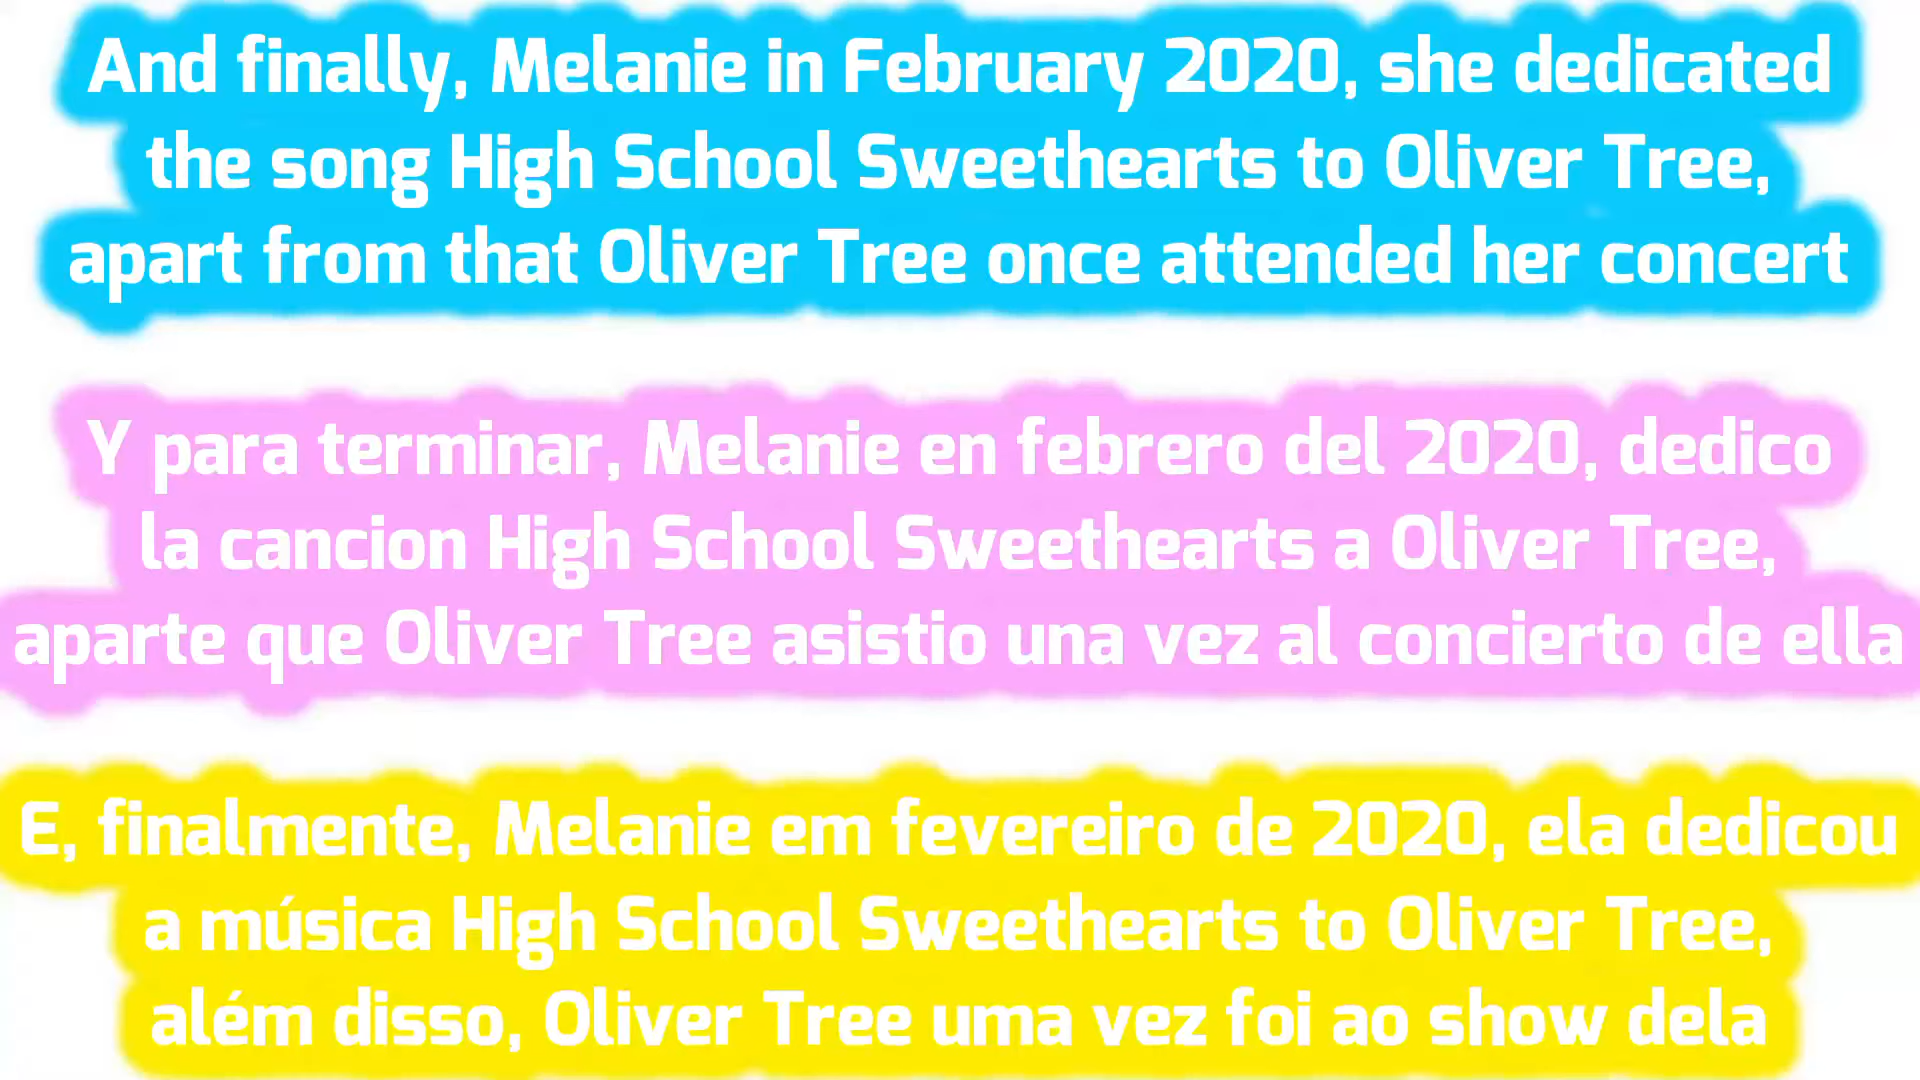 And finally, Melanie in February 2020, she dedicated
the song High School Sweethearts to Oliver Tree,
apart from that Oliver Tree once attended her concert
Y para terminar, Melanie en febrero del 2020, dedico
la cancion High School Sweethearts a Oliver Tree,
aparte que Oliver Tree asistio una vez al concierto de ella
E, finalmente, Melanie em fevereiro de 2020, ela dedicou
a música High School Sweethearts to Oliver Tree,
além disso, Oliver Tree uma vez foi ao show dela